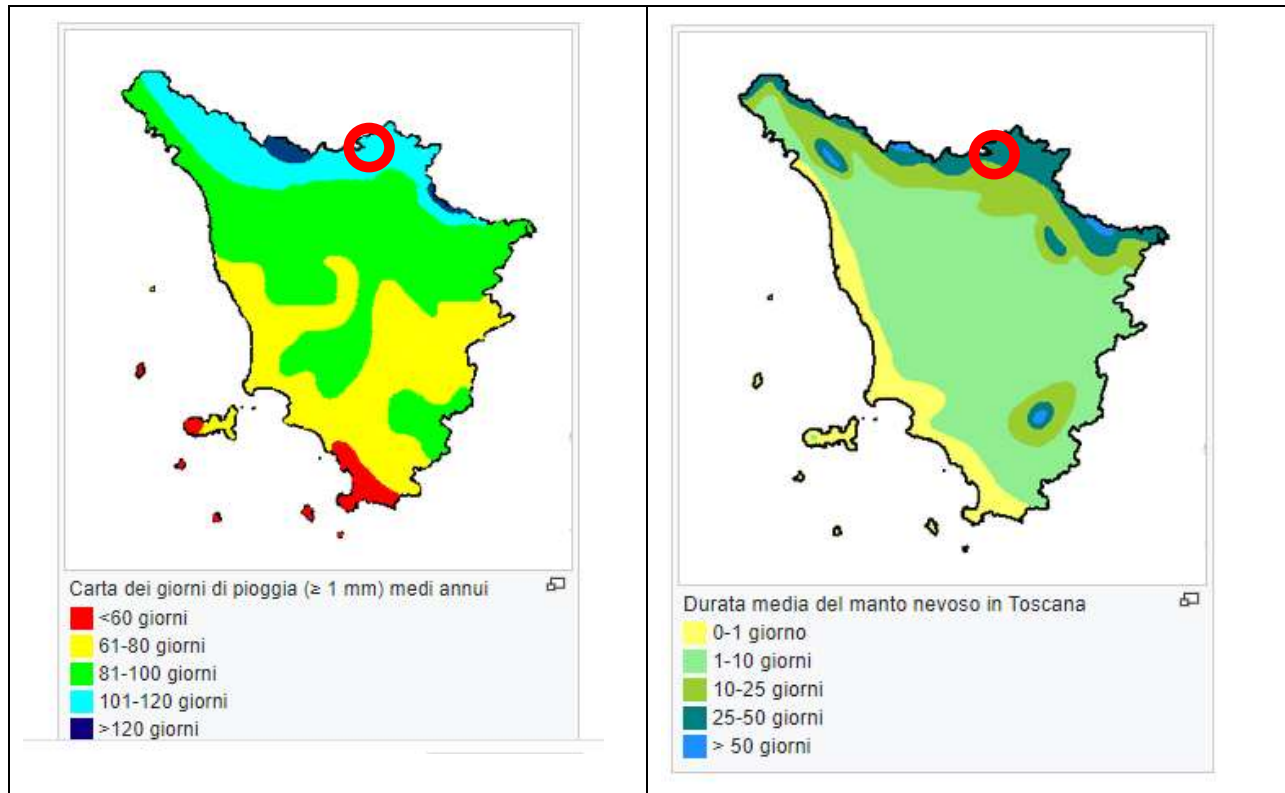 Carta dei giorni di pioggia (≥ 1 mm) medi annui
<60 giorni
61-80 giorni
81-100 giorni
101-120 giorni
>120 giorni
Durata media del manto nevoso in Toscana
0-1 giorno
1-10 giorni
10-25 giorni
25-50 giorni
> 50 giorni